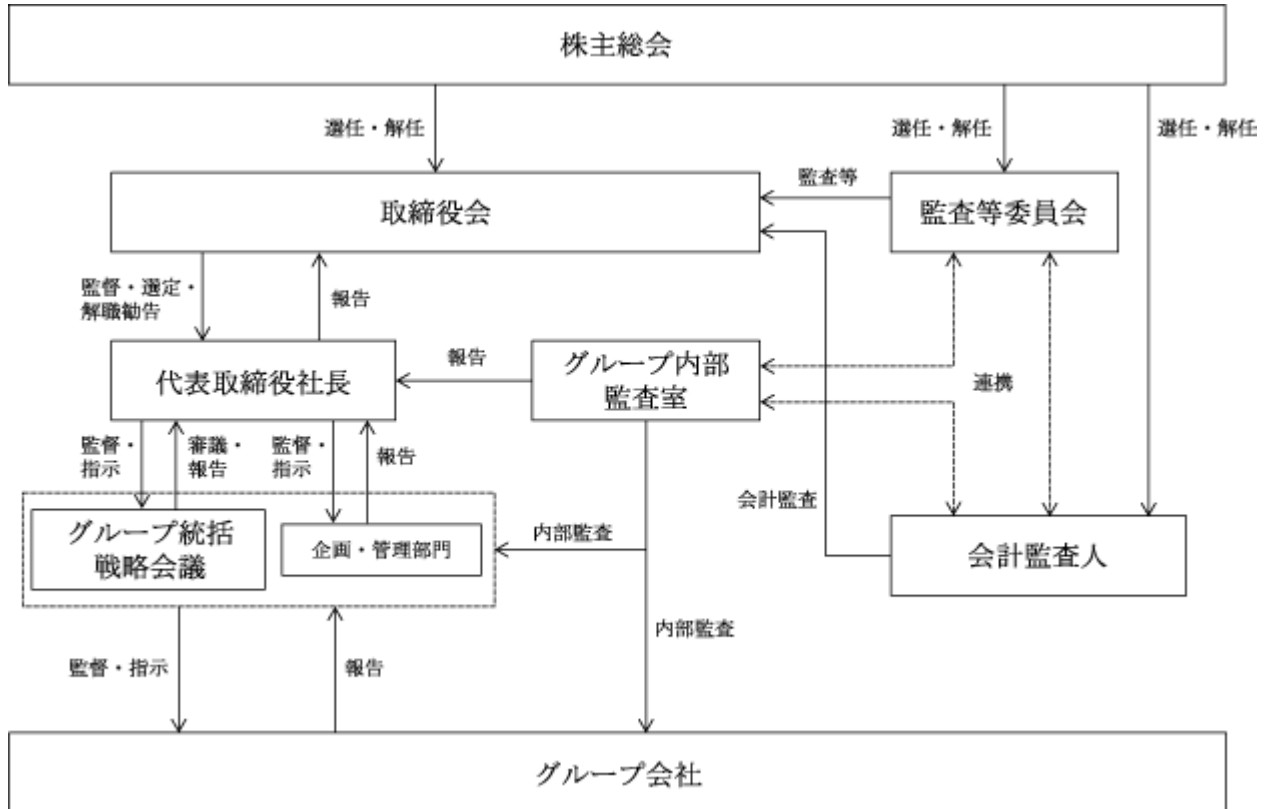 株主総会
選任・解任
選任・解任
選任・解任
監査等
取締役会
監査等委員会
監督・選定・
解職勧告
報告
代表取締役社長
報告
グループ内部
監査室
連携
監督・
指示
審議・
報告
監督・
指示
報告
会計監査
グループ統括
戦略会議
企画・管理部門
内部監査
会計監査人
内部監査
監督・指示
報告
グループ会社